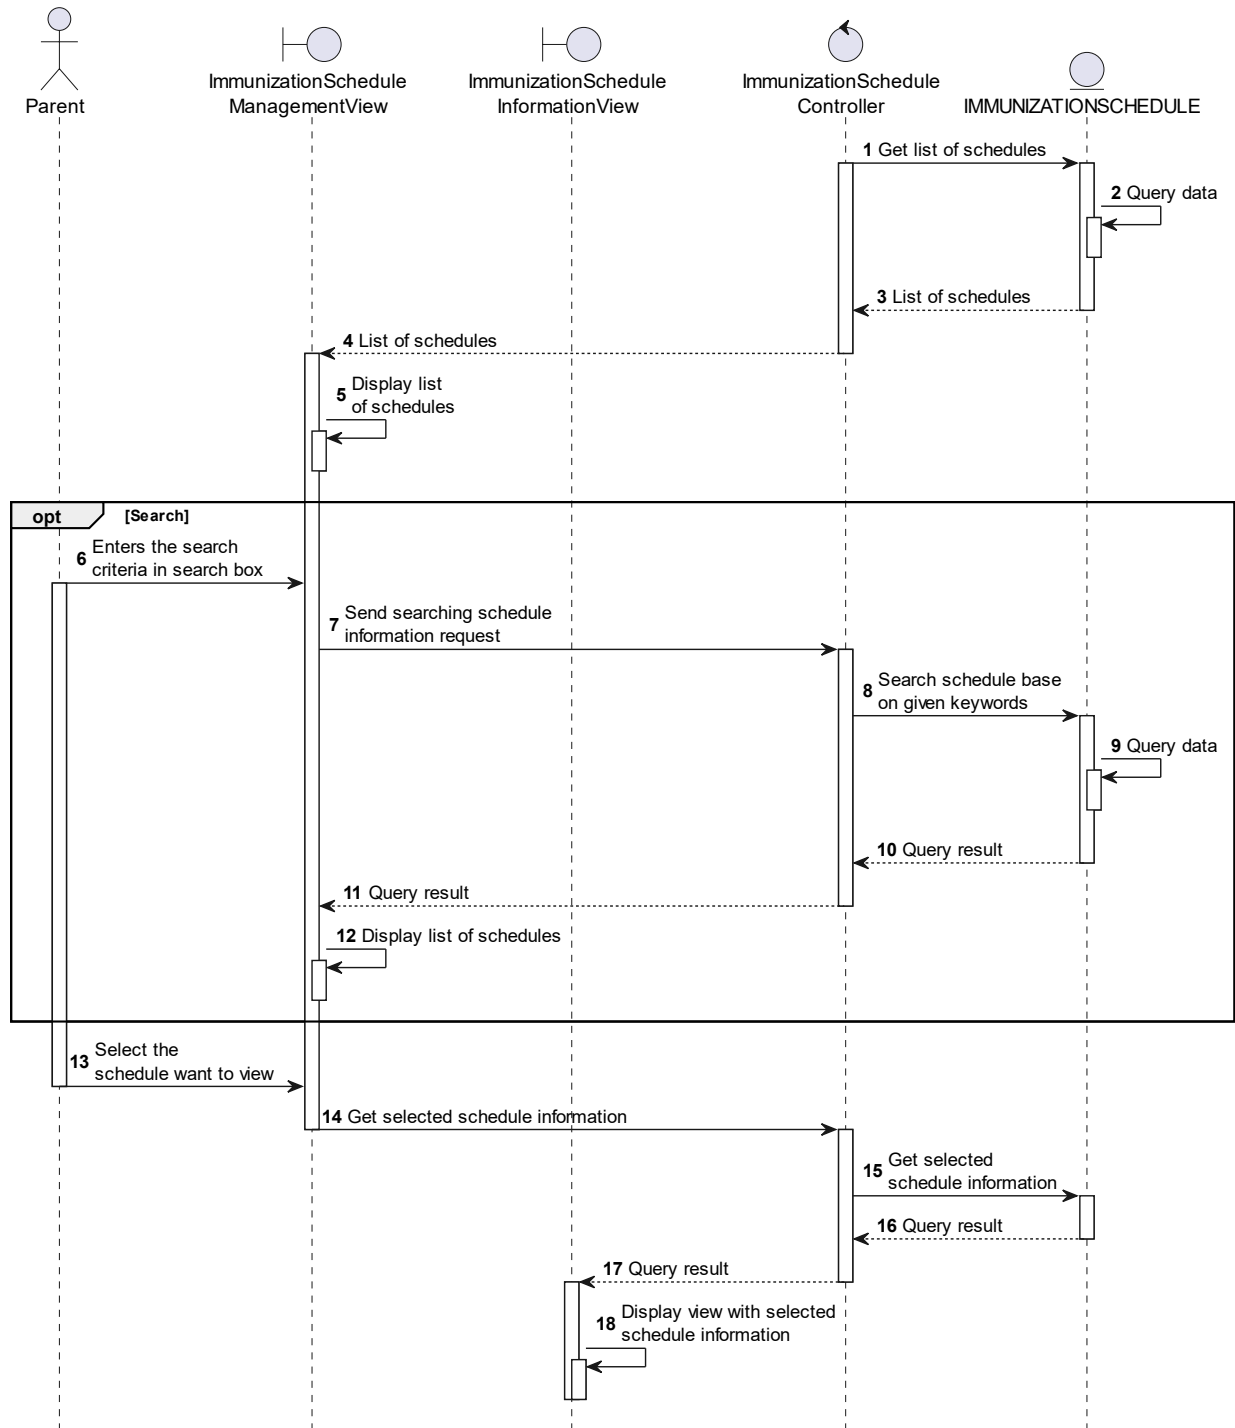 Parent
ImmunizationSchedule
ManagementView
ImmunizationSchedule
InformationView
ImmunizationSchedule
Controller
IMMUNIZATIONSCHEDULE
1 Get list of schedules
2 Query data
3 List of schedules
4 List of schedules
5 Display list
of schedules
opt [Search]
6 Enters the search
criteria in search box
7 Send searching schedule
information request
8 Search schedule base
on given keywords
9 Query data
10 Query result
11 Query result
12 Display list of schedules
13 Select the
schedule want to view
14 Get selected schedule information
15 Get selected
schedule information
16 Query result
17 Query result
18 Display view with selected
schedule information